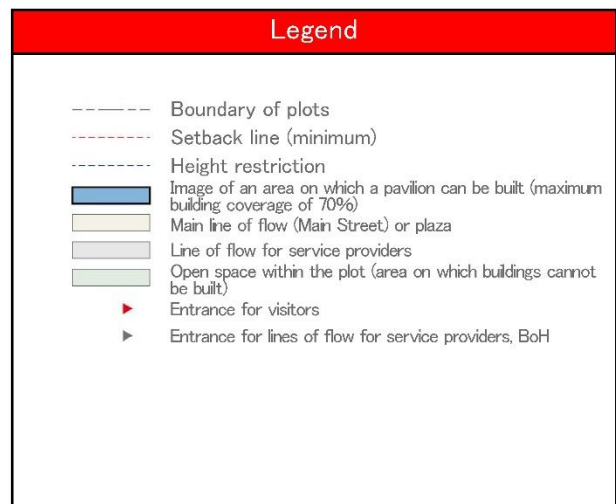 Legend
Boundary of plots
Setback line (minimum)
Height restriction
Image of an area on which a pavilion can be built (maximum
building coverage of 70%)
Main line of flow (Main Street) or plaza
Line of flow for service providers
Open space within the plot (area on which buildings cannot
be built)
Entrance for visitors
Entrance for lines of flow for service providers, BoH